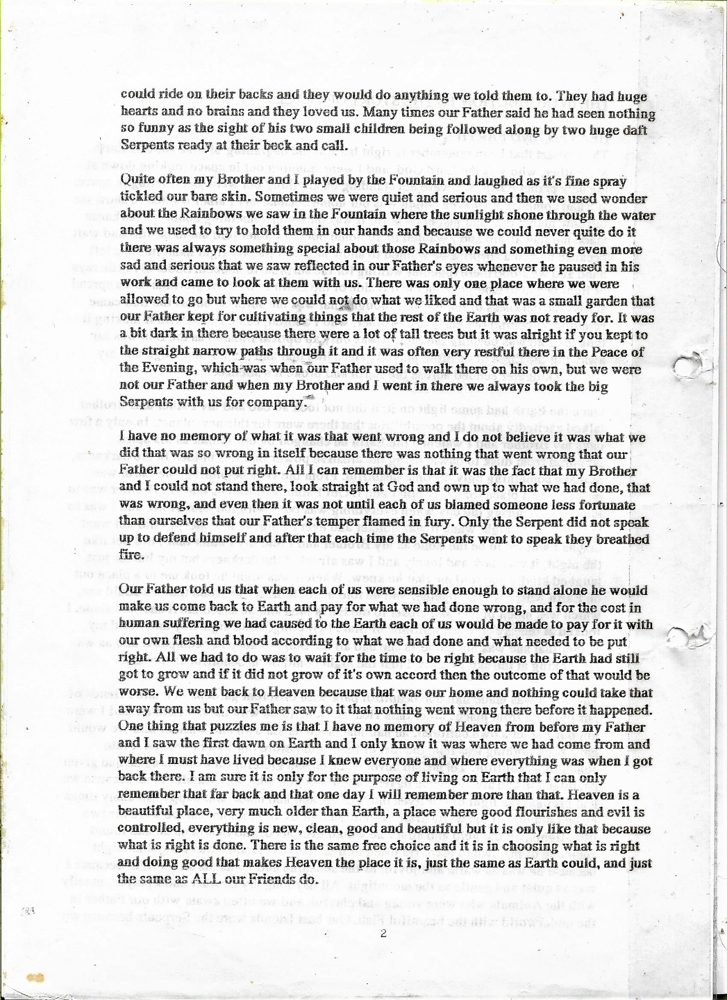 could ride on their backs and they would do anything we told them to. They had huge
hearts and no brains and they loved us. Many times our Father said he had seen nothing
so funny as the sight of his two small children being followed along by two huge daft
Serpents ready at their beck and call.
Quite often my Brother and I played by the Fountain and laughed as it's fine spray
tickled our bare skin. Sometimes we were quiet and serious and then we used wonder
about the Rainbows we saw in the Fountain where the sunlight shone through the water
and we used to try to hold them in our hands and because we could never quite do it
there was always something special about those Rainbows and something even more
sad and serious that we saw reflected in our Father's eyes whenever he paused in his
work and came to look at them with us. There was only one place where we were
allowed to go but where we could not do what we liked and that was a small garden that
our Father kept for cultivating things that the rest of the Earth was not ready for. It was
a bit dark in there because there were a lot of tall trees but it was alright if you kept to
the straight narrow paths through it and it was often very restful there in the Peace of
the Evening, which was when our Father used to walk there on his own, but we were
not our Father and when my Brother and I went in there we always took the big
Serpents with us for company.
I have no memory of what it was that went wrong and I do not believe it was what we
did that was so wrong in itself because there was nothing that went wrong that our
Father could not put right. All I can remember is that it was the fact that my Brother
and I could not stand there, look straight at God and own up to what we had done, that
was wrong, and even then it was not until each of us blamed someone less fortunate
than ourselves that our Father's temper flamed in fury. Only the Serpent did not speak
up to defend himself and after that each time the Serpents went to speak they breathed
fire.
Our Father told us that when each of us were sensible enough to stand alone he would
make us come back to Earth and pay for what we had done wrong, and for the cost in
human suffering we had caused to the Earth each of us would be made to pay for it with
our own flesh and blood according to what we had done and what needed to be put
right. All we had to do was to wait for the time to be right because the Earth had still
got to grow and if it did not grow of it's own accord then the outcome of that would be
worse. We went back to Heaven because that was our home and nothing could take that
away from us but our Father saw to it that nothing went wrong there before it happened.
One thing that puzzles me is that I have no memory of Heaven from before my Father
and I saw the first dawn on Earth and I only know it was where we had come from and
where I must have lived because I knew everyone and where everything was when I got
back there. I am sure it is only for the purpose of living on Earth that I can only
remember that far back and that one day I will remember more than that. Heaven is a
beautiful place, very much older than Earth, a place where good flourishes and evil is
controlled, everything is new, clean, good and beautiful but it is only like that because
what is right is done. There is the same free choice and it is in choosing what is right
and doing good that makes Heaven the place it is, just the same as Earth could, and just
the same as ALL our Friends do.
2